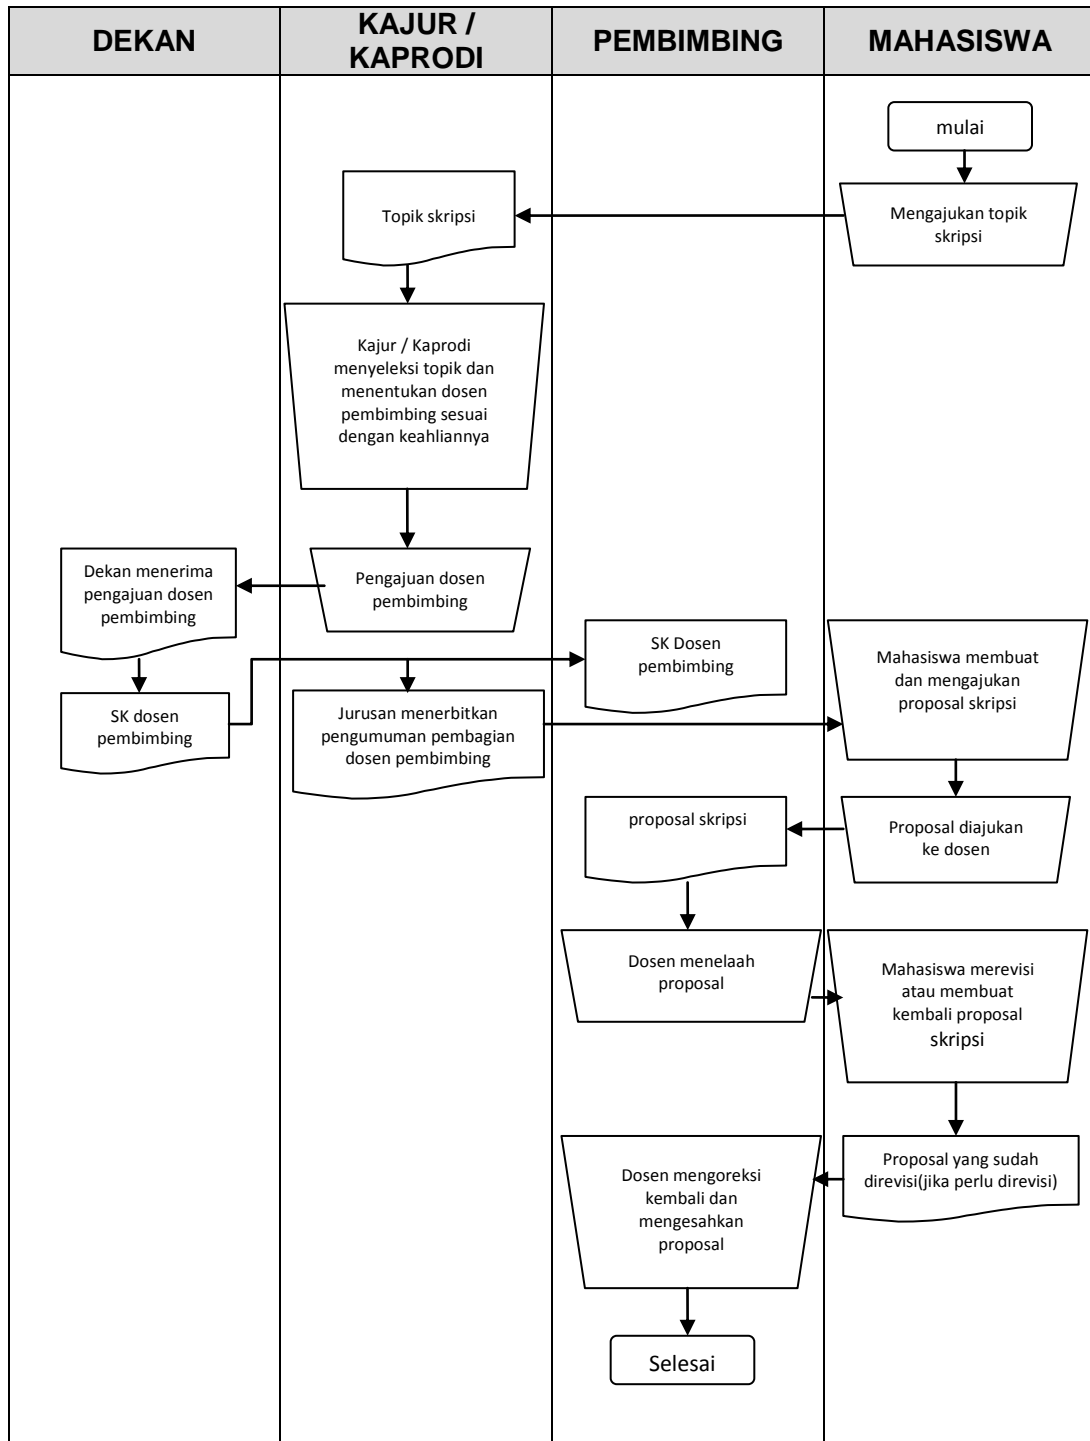 DEKAN
KAJUR /
KAPRODI
PEMBIMBING
MAHASISWA
mulai
Mengajukan topik
skripsi
Topik skripsi
Kajur / Kaprodi
menyeleksi topik dan
menentukan dosen
pembimbing sesuai
dengan keahliannya
Pengajuan dosen
pembimbing
Dekan menerima
pengajuan dosen
pembimbing
SK dosen
pembimbing
SK Dosen
pembimbing
Jurusan menerbitkan
pengumuman pembagian
dosen pembimbing
Mahasiswa membuat
dan mengajukan
proposal skripsi
Proposal diajukan
ke dosen
proposal skripsi
Dosen menelaah
proposal
Mahasiswa merevisi
atau membuat
kembali proposal
skripsi
Proposal yang sudah
direvisi(jika perlu direvisi)
Dosen mengoreksi
kembali dan
mengesahkan
proposal
Selesai